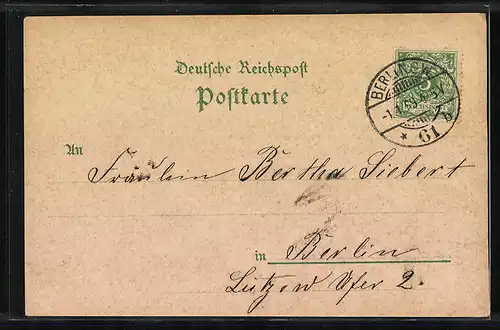 Deutsche Reichspost
Postkarte
BERLIN S.W.
* 61 b
An
Fräulein Bertha Siebert
in Berlin
Lützow Ufer 2.